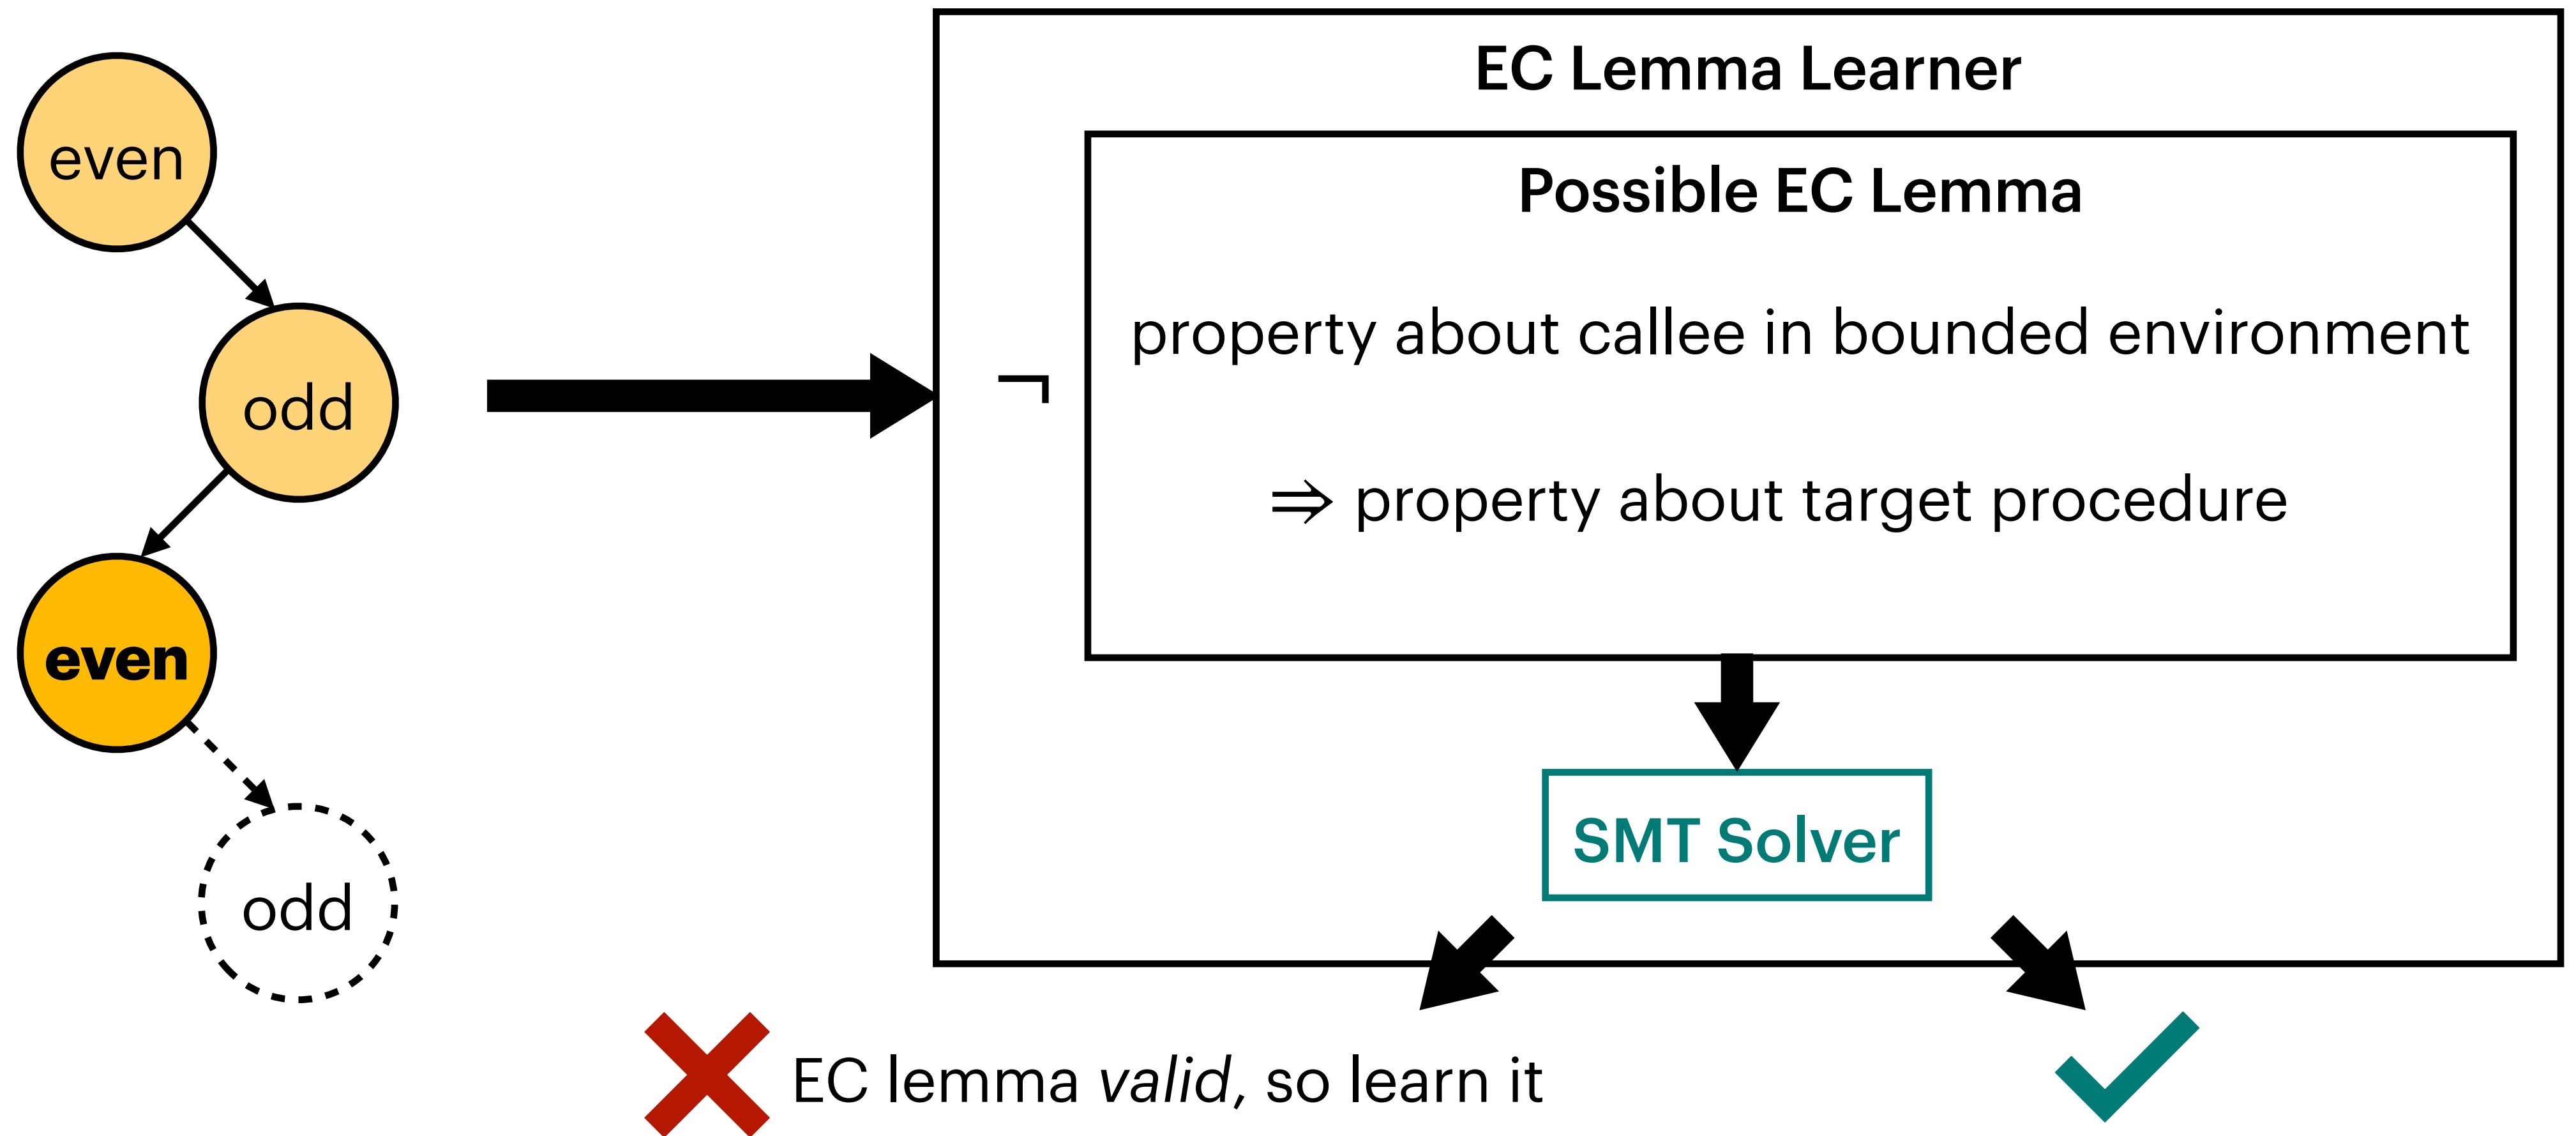 even
odd
even
odd
EC Lemma Learner
Possible EC Lemma
¬
property about callee in bounded environment
⇒ property about target procedure
SMT Solver
EC lemma valid, so learn it